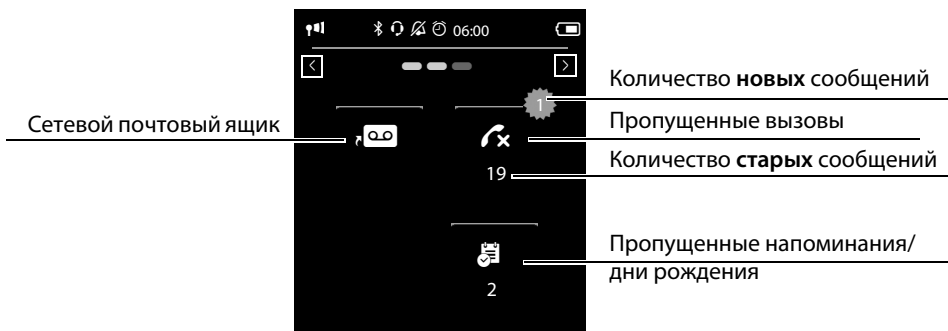 06:00
Количество новых сообщений
1
Сетевой почтовый ящик
Пропущенные вызовы
Количество старых сообщений
19
Пропущенные напоминания/
дни рождения
2